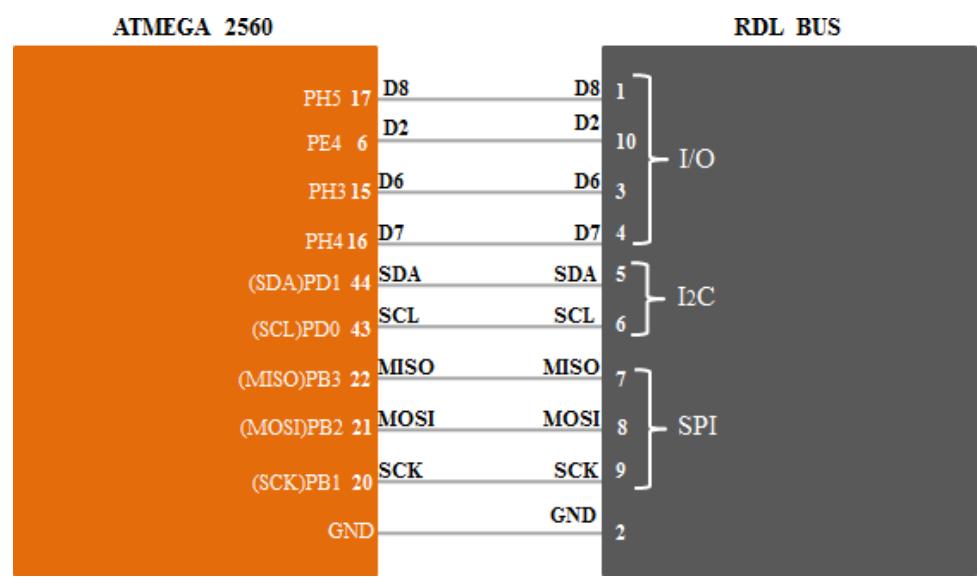 ATMEGA 2560 RDL BUS
PH5 17 D8 D8 1
PE4 6 D2 D2 10
I/O
PH3 15 D6 D6 3
PH4 16 D7 D7 4
(SDA)PD1 44 SDA SDA 5
I2C
(SCL)PD0 43 SCL SCL 6
(MISO)PB3 22 MISO MISO 7
(MOSI)PB2 21 MOSI MOSI 8 SPI
(SCK)PB1 20 SCK SCK 9
GND GND 2